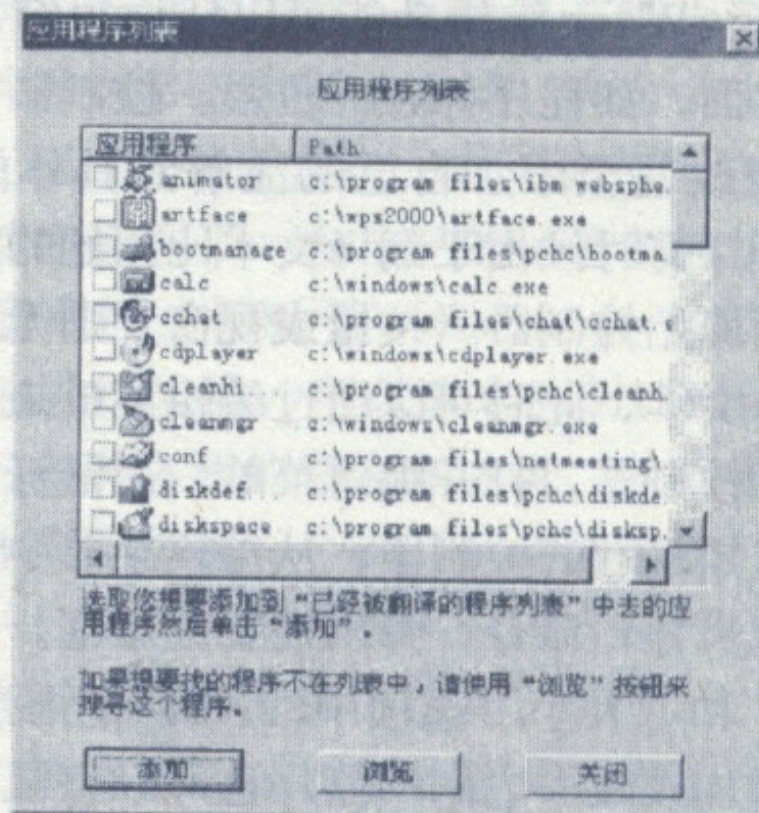 应用程序列表
应用程序列表
应用程序 Path
animator c:\program files\ibm websphe.
artface c:\wps2000\artface.exe
bootmanage c:\program files\pchc\bootma
calc c:\windows\calc.exe
cchat c:\program files\chat\cchat.e
cdplayer c:\windows\cdplayer.exe
cleanhi... c:\program files\pchc\cleanh.
cleanmgr c:\windows\cleanmgr.exe
conf c:\program files\netmeeting\.
diskdef... c:\program files\pchc\diskde.
diskspace c:\program files\pchc\disksp.
选取您想要添加到“已经被翻译的程序列表”中去的应
用程序然后单击“添加”。
如果想要找的程序不在列表中，请使用“浏览”按钮来
搜寻这个程序。
添加 浏览 关闭